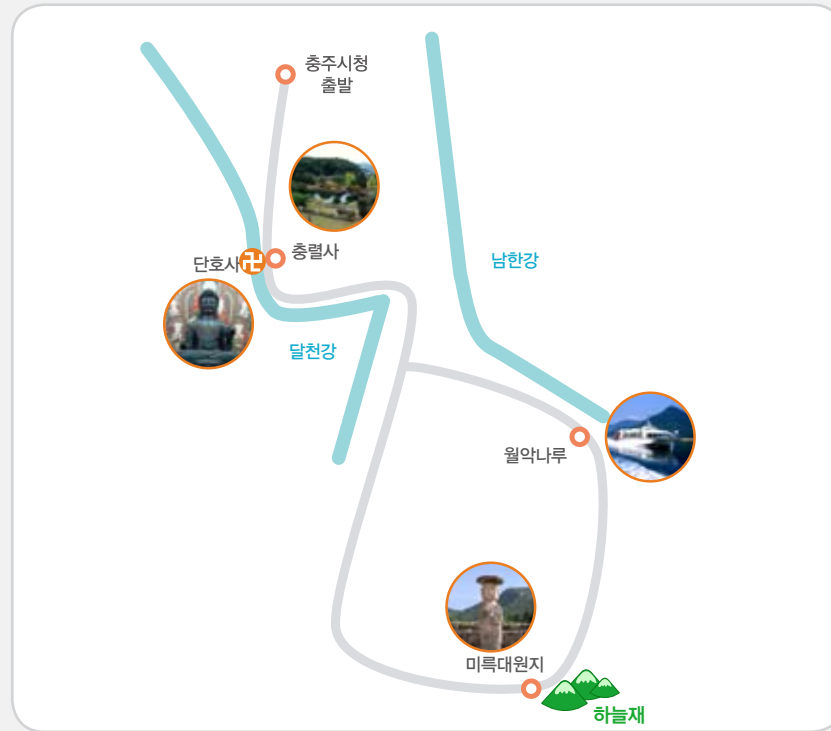 충주시청
출발
충렬사
단호사
남한강
달천강
월악나루
미륵대원지
하늘재